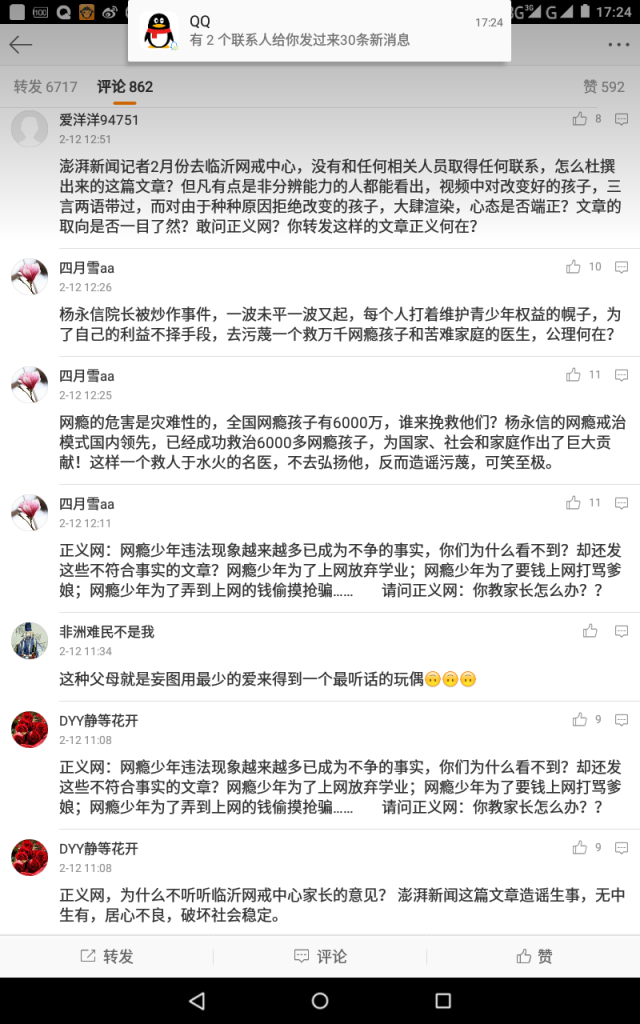 QQ
17:24
有 2 个联系人给你发过来30条新消息
3G
3G
G
17:24
转发 6717
评论 862
赞 592
爱洋洋94751
8
2-12 12:51
澎湃新闻记者2月份去临沂网戒中心，没有和任何相关人员取得任何联系，怎么杜撰
出来的这篇文章？但凡有点是非分辨能力的人都能看出，视频中对改变好的孩子，三
言两语带过，而对由于种种原因拒绝改变的孩子，大肆渲染，心态是否端正？文章的
取向是否一目了然？敢问正义网？你转发这样的文章正义何在？
四月雪aa
10
2-12 12:26
杨永信院长被炒作事件，一波未平一波又起，每个人打着维护青少年权益的幌子，为
了自己的利益不择手段，去污蔑一个救万千网瘾孩子和苦难家庭的医生，公理何在？
四月雪aa
11
2-12 12:25
网瘾的危害是灾难性的，全国网瘾孩子有6000万，谁来挽救他们？杨永信的网瘾戒治
模式国内领先，已经成功救治6000多网瘾孩子，为国家、社会和家庭作出了巨大贡
献！这样一个救人于水火的名医，不去弘扬他，反而造谣污蔑，可笑至极。
四月雪aa
11
2-12 12:11
正义网：网瘾少年违法现象越来越多已成为不争的事实，你们为什么看不到？却还发
这些不符合事实的文章？网瘾少年为了上网放弃学业；网瘾少年为了要钱上网打骂爹
娘；网瘾少年为了弄到上网的钱偷摸抢骗…… 请问正义网：你教家长怎么办？？
非洲难民不是我
2-12 11:34
这种父母就是妄图用最少的爱来得到一个最听话的玩偶🙃🙃🙃
DYY静等花开
9
2-12 11:08
正义网：网瘾少年违法现象越来越多已成为不争的事实，你们为什么看不到？却还发
这些不符合事实的文章？网瘾少年为了上网放弃学业；网瘾少年为了要钱上网打骂爹
娘；网瘾少年为了弄到上网的钱偷摸抢骗…… 请问正义网：你教家长怎么办？？
DYY静等花开
9
2-12 11:08
正义网，为什么不听听临沂网戒中心家长的意见？ 澎湃新闻这篇文章造谣生事，无中
生有，居心不良，破坏社会稳定。
转发
评论
赞